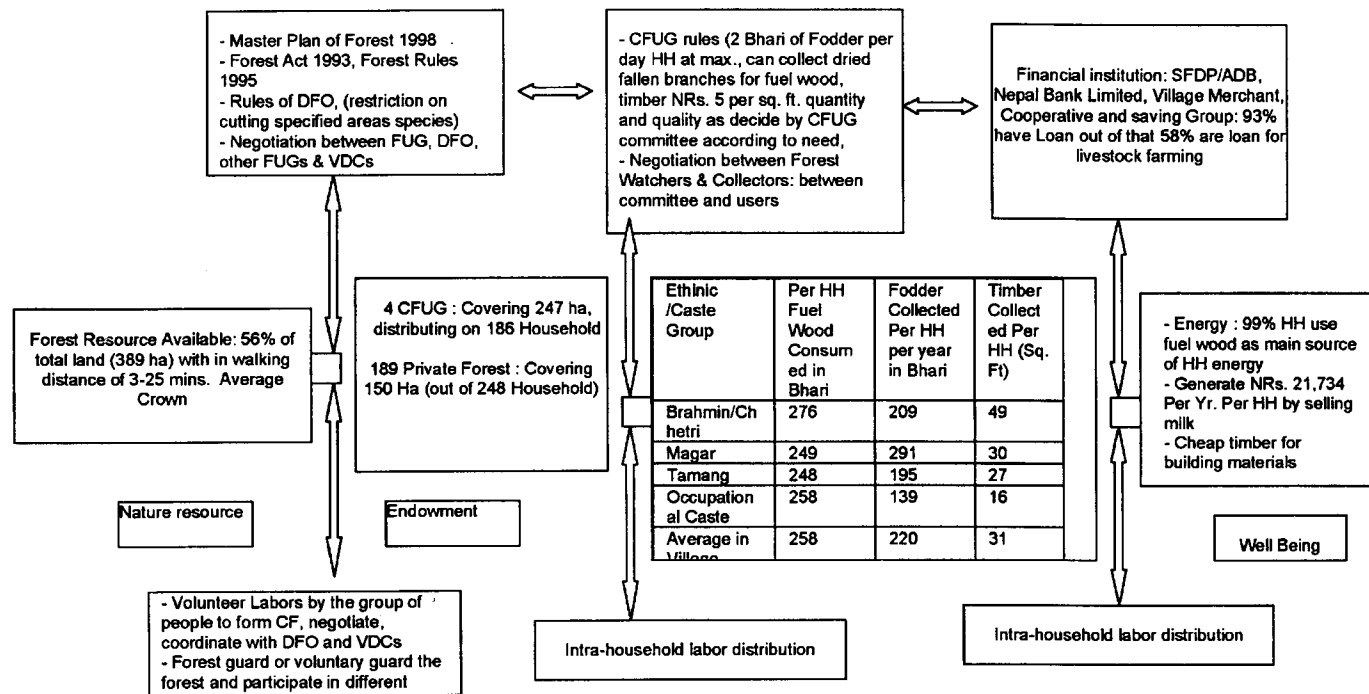 - Master Plan of Forest 1998
- Forest Act 1993, Forest Rules
1995
- Rules of DFO, (restriction on
cutting specified areas species)
- Negotiation between FUG, DFO,
other FUGs & VDCs
- CFUG rules (2 Bhari of Fodder per
day HH at max., can collect dried
fallen branches for fuel wood,
timber NRs. 5 per sq. ft. quantity
and quality as decide by CFUG
committee according to need,
- Negotiation between Forest
Watchers & Collectors: between
committee and users
Financial institution: SFDP/ADB,
Nepal Bank Limited, Village Merchant,
Cooperative and saving Group: 93%
have Loan out of that 58% are loan for
livestock farming
Forest Resource Available: 56% of
total land (389 ha) with in walking
distance of 3-25 mins. Average
Crown
4 CFUG : Covering 247 ha,
distributing on 186 Household
189 Private Forest : Covering
150 Ha (out of 248 Household)
Ethinic
/Caste
Group
Per HH
Fuel
Wood
Consum
ed in
Bhari
Fodder
Collected
Per HH
per year
in Bhari
Timber
Collect
ed Per
HH (Sq.
Ft)
Brahmin/Ch
hetri
276
209
49
Magar
249
291
30
Tamang
248
195
27
Occupation
al Caste
258
139
16
Average in
Village
258
220
31
- Energy : 99% HH use
fuel wood as main source
of HH energy
- Generate NRs. 21,734
Per Yr. Per HH by selling
milk
- Cheap timber for
building materials
Nature resource
Endowment
Well Being
- Volunteer Labors by the group of
people to form CF, negotiate,
coordinate with DFO and VDCs
- Forest guard or voluntary guard the
forest and participate in different
Intra-household labor distribution
Intra-household labor distribution